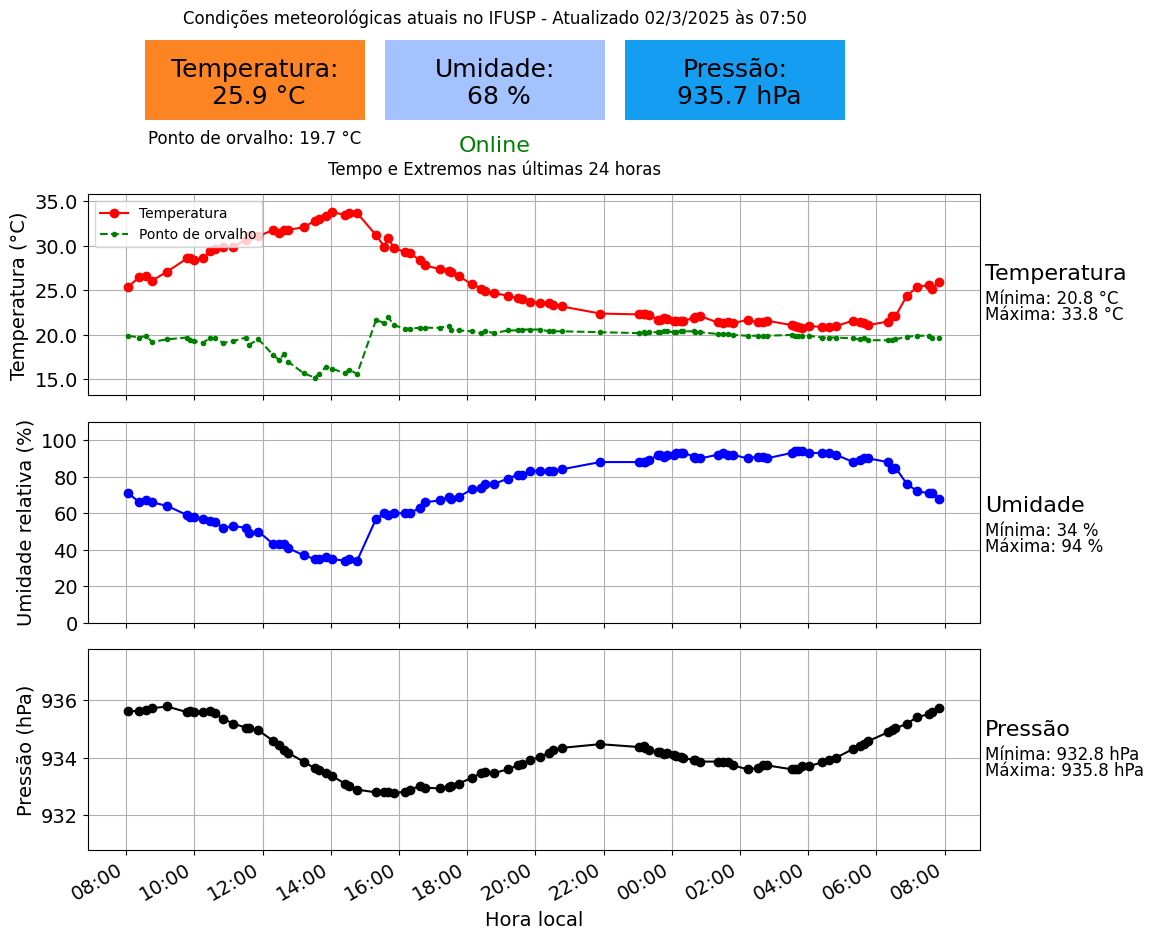 Condições meteorológicas atuais no IFUSP - Atualizado 02/3/2025 às 07:50
Temperatura:
25.9 °C
Umidade:
68 %
Pressão:
935.7 hPa
Ponto de orvalho: 19.7 °C
Online
Tempo e Extremos nas últimas 24 horas
Temperatura (°C)
35.0
30.0
25.0
20.0
15.0
Temperatura
Ponto de orvalho
Temperatura
Mínima: 20.8 °C
Máxima: 33.8 °C
Umidade relativa (%)
100
80
60
40
20
0
Umidade
Mínima: 34 %
Máxima: 94 %
Pressão (hPa)
936
934
932
Pressão
Mínima: 932.8 hPa
Máxima: 935.8 hPa
08:00 10:00 12:00 14:00 16:00 18:00 20:00 22:00 00:00 02:00 04:00 06:00 08:00
Hora local